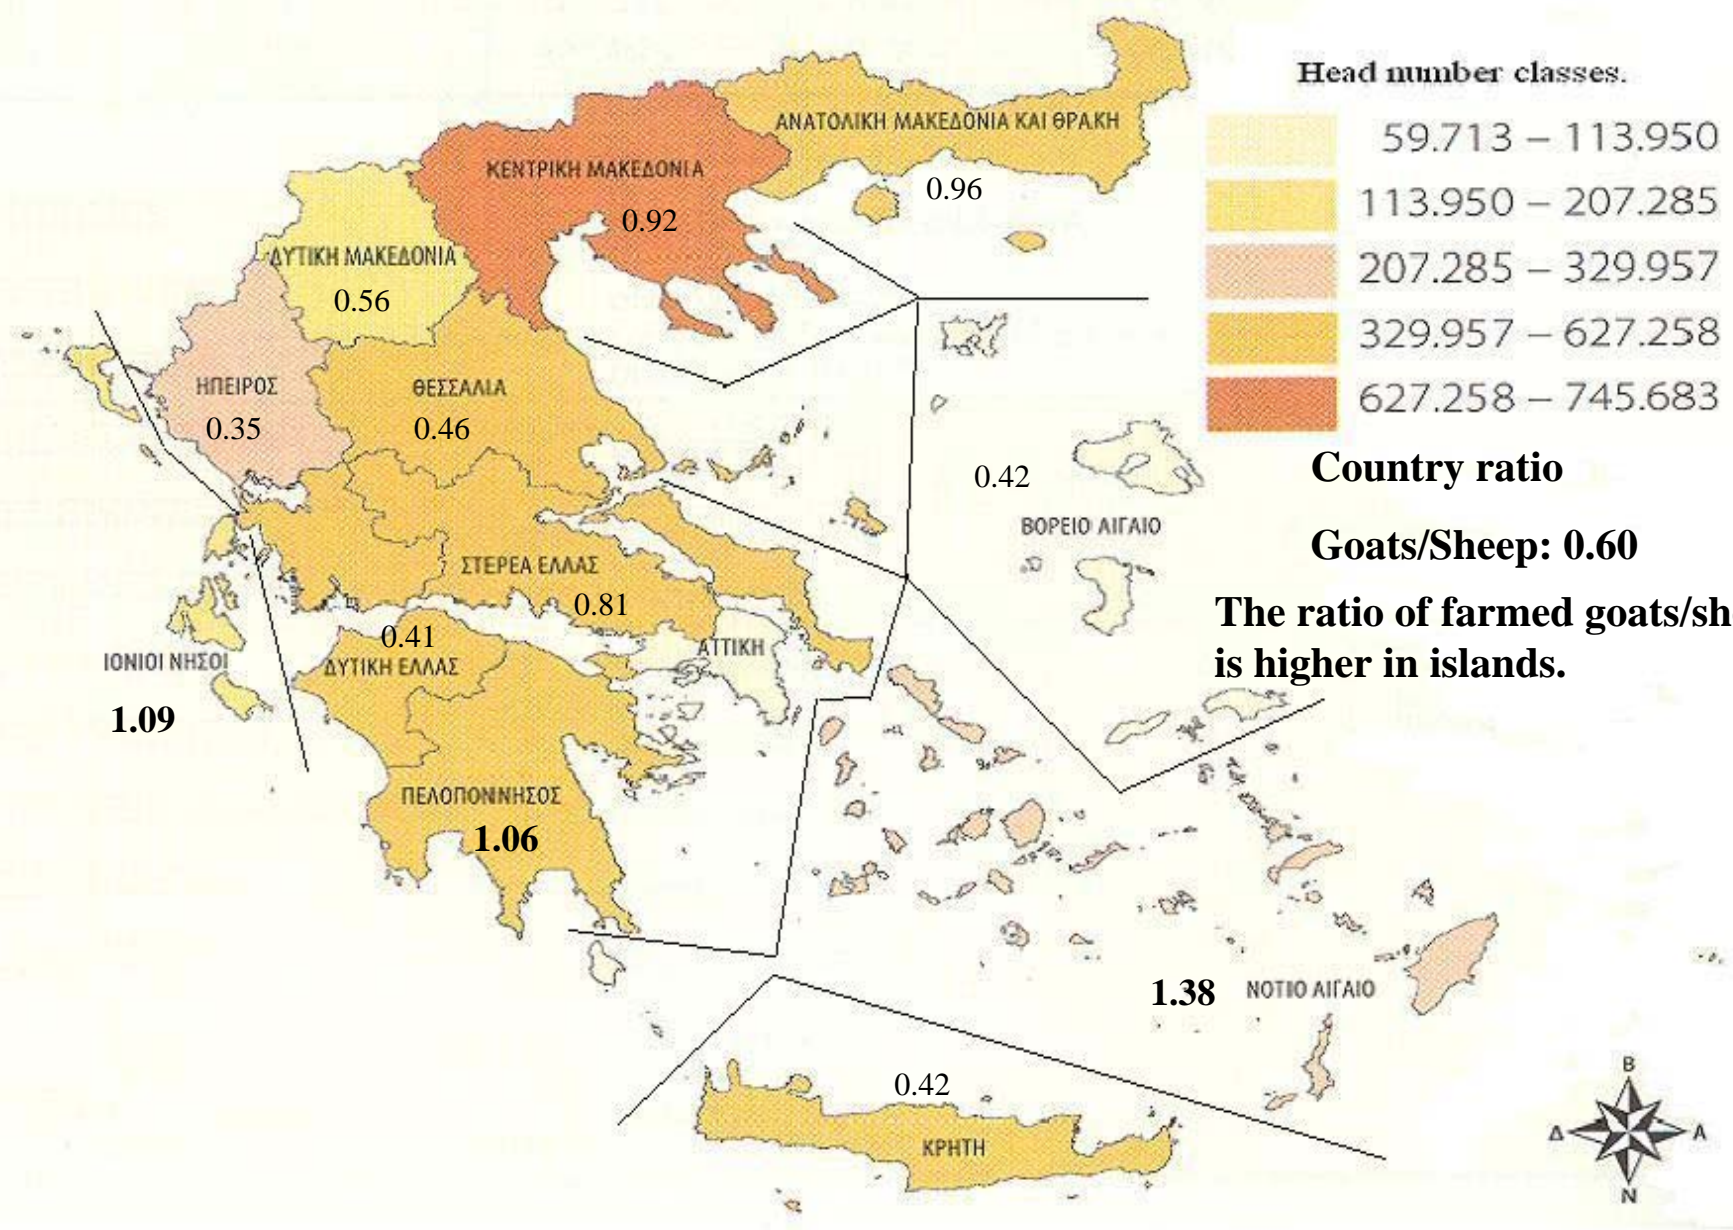 Head number classes.
59.713 – 113.950
113.950 – 207.285
207.285 – 329.957
329.957 – 627.258
627.258 – 745.683
Country ratio
Goats/Sheep: 0.60
The ratio of farmed goats/sh
is higher in islands.
ΑΝΑΤΟΛΙΚΗ ΜΑΚΕΔΟΝΙΑ ΚΑΙ ΘΡΑΚΗ
0.96
ΚΕΝΤΡΙΚΗ ΜΑΚΕΔΟΝΙΑ
0.92
ΔΥΤΙΚΗ ΜΑΚΕΔΟΝΙΑ
0.56
ΗΠΕΙΡΟΣ
0.35
ΘΕΣΣΑΛΙΑ
0.46
0.42
ΒΟΡΕΙΟ ΑΙΓΑΙΟ
ΣΤΕΡΕΑ ΕΛΛΑΣ
0.81
0.41
ΔΥΤΙΚΗ ΕΛΛΑΣ
ΑΤΤΙΚΗ
ΙΟΝΙΟΙ ΝΗΣΟΙ
1.09
ΠΕΛΟΠΟΝΝΗΣΟΣ
1.06
1.38
ΝΟΤΙΟ ΑΙΓΑΙΟ
0.42
ΚΡΗΤΗ
Β
Δ
Α
Ν